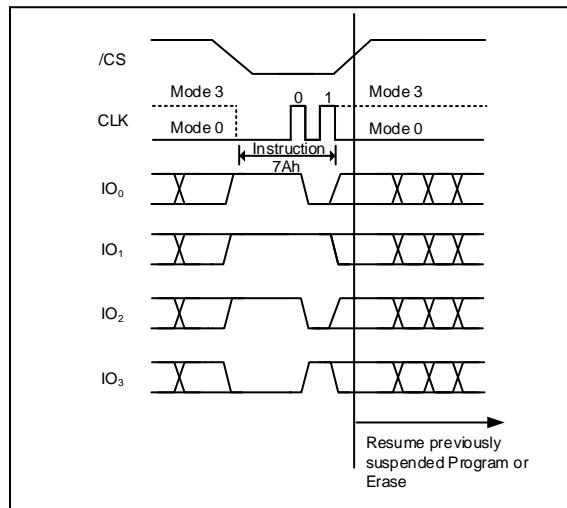 /CS
Mode 3
0 1
Mode 3
CLK
Mode 0
Mode 0
Instruction
7Ah
IO₀
IO₁
IO₂
IO₃
Resume previously
suspended Program or
Erase